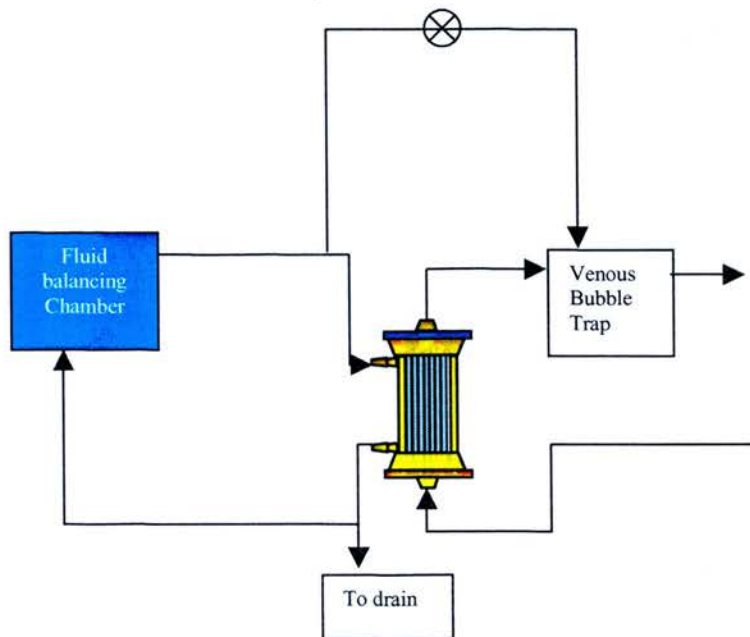 Fluid
balancing
Chamber
Venous
Bubble
Trap
To drain